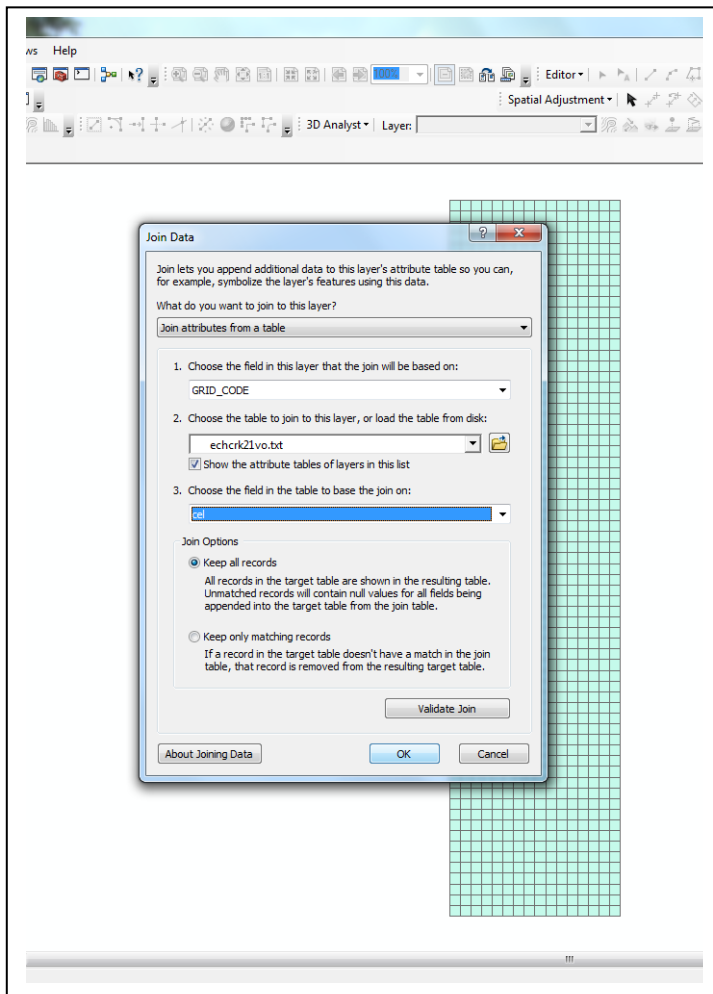 ws Help
100% Editor
Spatial Adjustment
3D Analyst Layer:
Join Data
Join lets you append additional data to this layer's attribute table so you can,
for example, symbolize the layer's features using this data.
What do you want to join to this layer?
Join attributes from a table
1. Choose the field in this layer that the join will be based on:
GRID_CODE
2. Choose the table to join to this layer, or load the table from disk:
echcrk21vo.txt
Show the attribute tables of layers in this list
3. Choose the field in the table to base the join on:
cel
Join Options
Keep all records
All records in the target table are shown in the resulting table.
Unmatched records will contain null values for all fields being
appended into the target table from the join table.
Keep only matching records
If a record in the target table doesn't have a match in the join
table, that record is removed from the resulting target table.
Validate Join
About Joining Data OK Cancel